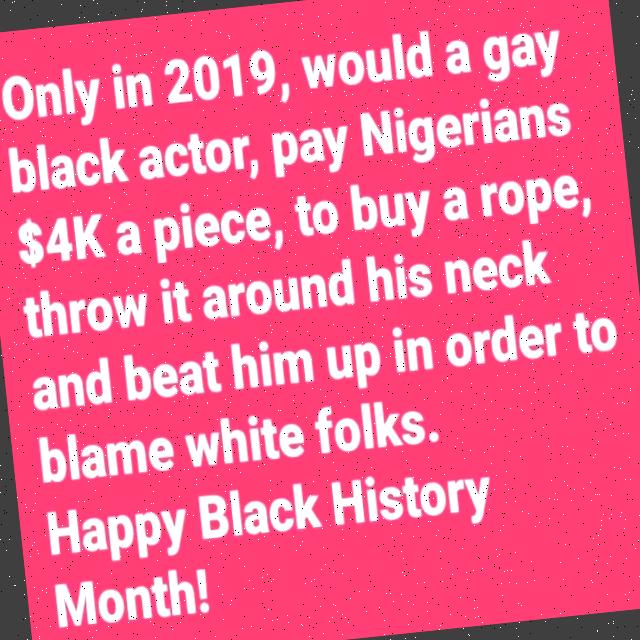 Only in 2019, would a gay
black actor, pay Nigerians
$4K a piece, to buy a rope,
throw it around his neck
and beat him up in order to
blame white folks.
Happy Black History
Month!